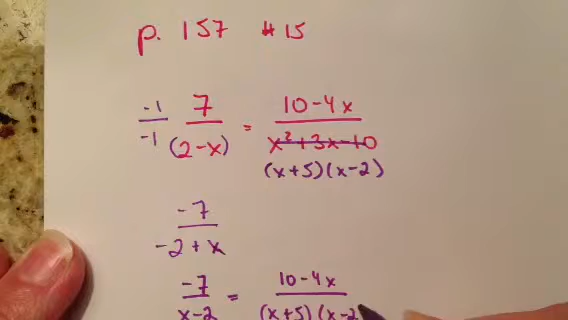 p. 157 #15
-1/-1 7/(2-x) = 10-4x/x²+3x-10
(x+5)(x-2)
-7/-2+x
-7/x-2 = 10-4x/(x+5)(x-2